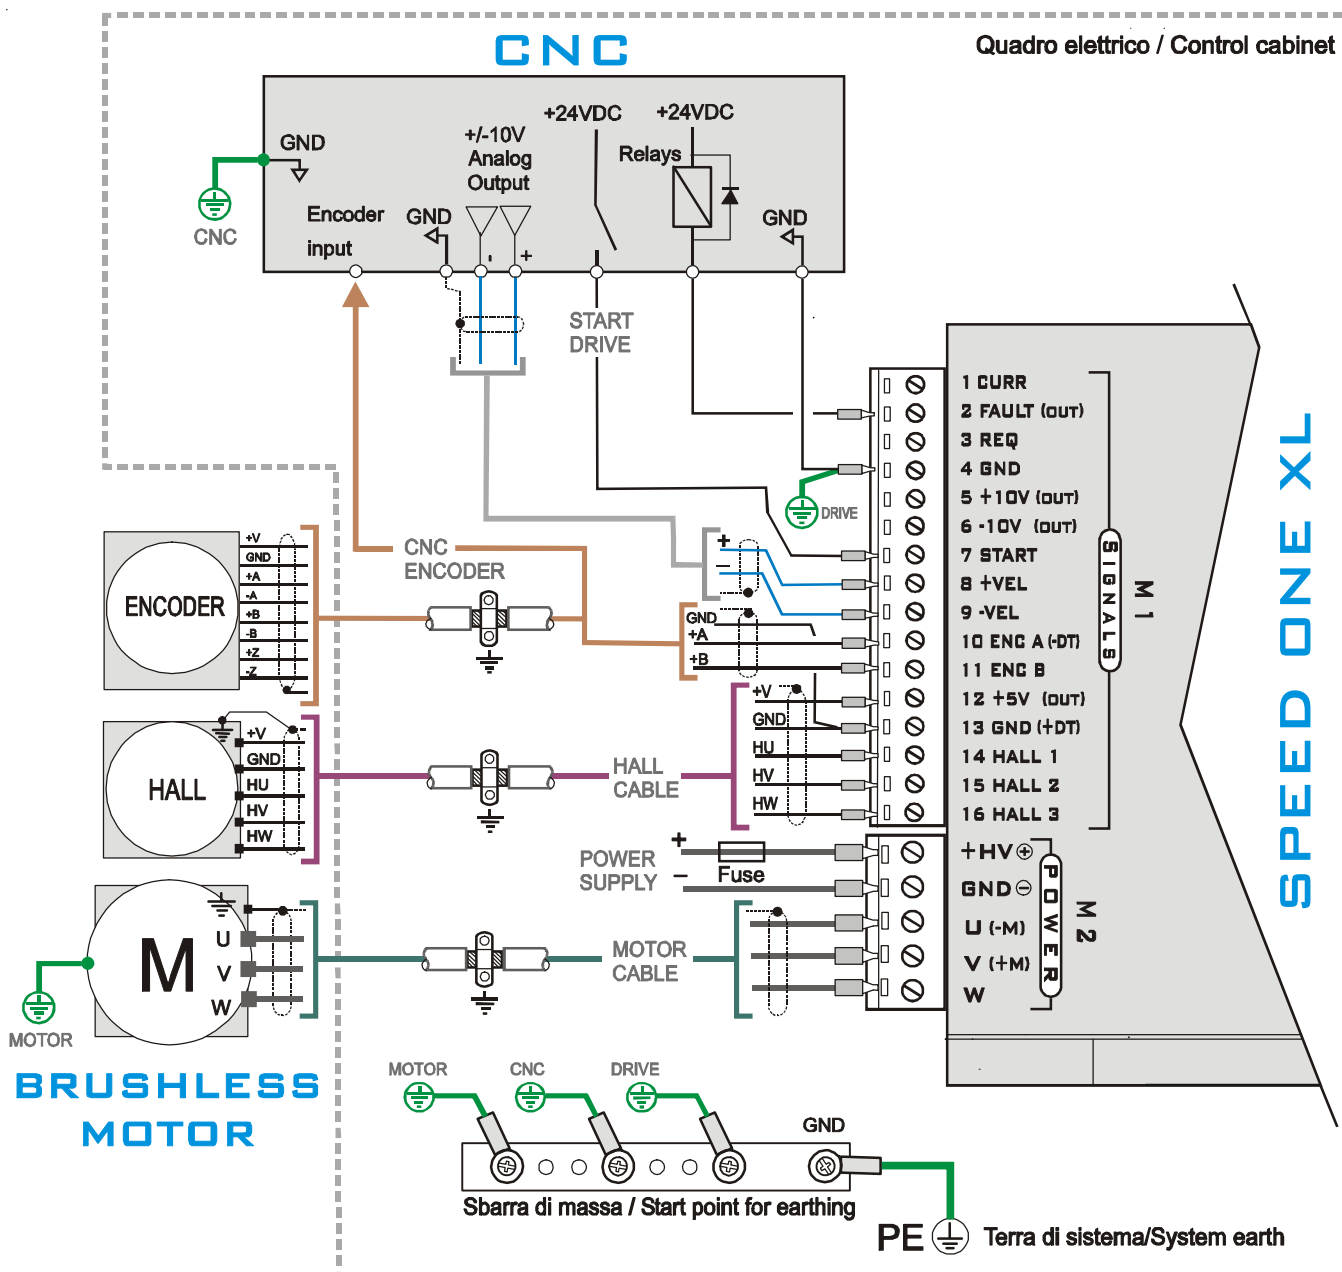 CNC
Quadro elettrico / Control cabinet
+24VDC
+24VDC
GND
+/-10V
Analog
Output
Relays
Encoder
input
GND
GND
- +
CNC
START
DRIVE
1 CURR
2 FAULT (OUT)
3 REQ
4 GND
5 +10V (OUT)
6 -10V (OUT)
7 START
8 +VEL
9 -VEL
10 ENC A (-DT)
11 ENC B
12 +5V (OUT)
13 GND (+DT)
14 HALL 1
15 HALL 2
16 HALL 3
SIGNALS
M1
SPEED ONE XL
DRIVE
ENCODER
+V
GND
+A
-A
+B
-B
+Z
-Z
CNC
ENCODER
+
−
GND
+A
+B
HALL
+V
GND
HU
HV
HW
HALL
CABLE
+V
GND
HU
HV
HW
POWER
SUPPLY
+
−
Fuse
+HV
GND
U (-M)
V (+M)
W
POWER
M2
M
U
V
W
MOTOR
CABLE
MOTOR
BRUSHLESS
MOTOR
MOTOR
CNC
DRIVE
GND
Sbarra di massa / Start point for earthing
PE
Terra di sistema/System earth